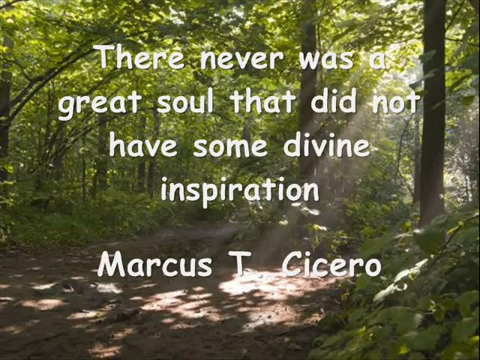 There never was a
great soul that did not
have some divine
inspiration
Marcus T. Cicero